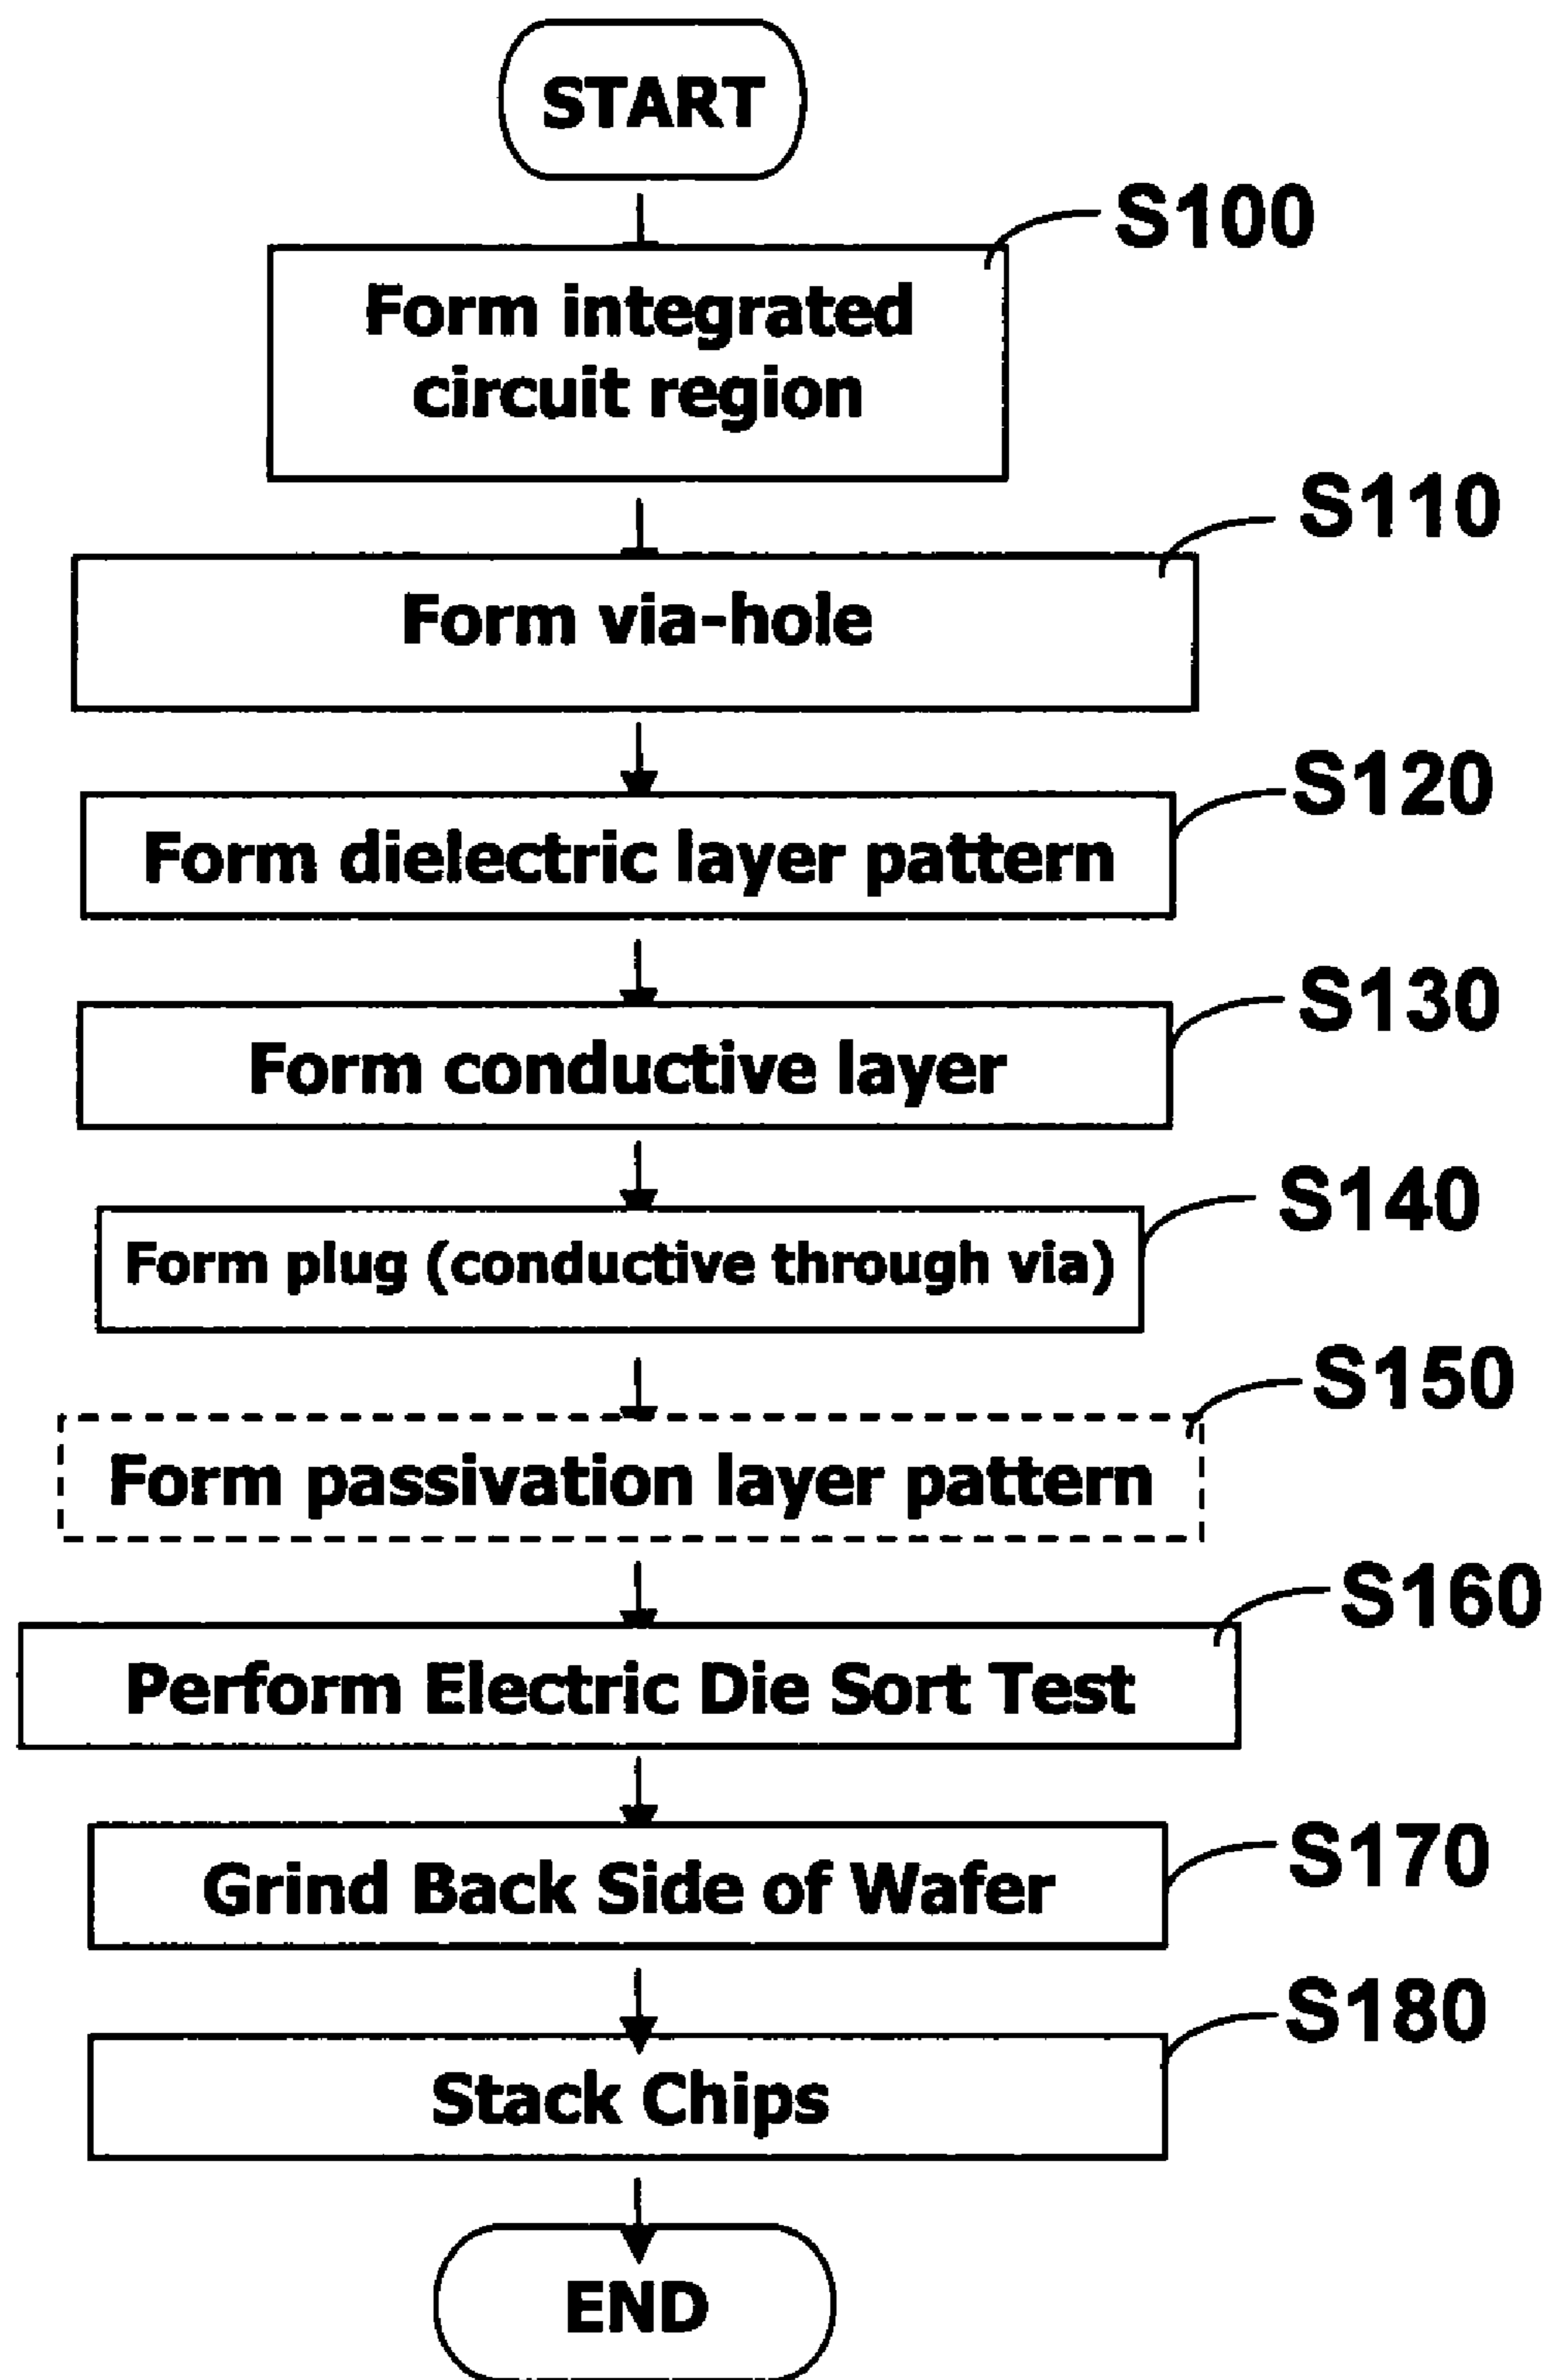 START
S100
Form integrated
circuit region
S110
Form via-hole
S120
Form dielectric layer pattern
S130
Form conductive layer
S140
Form plug (conductive through via)
S150
Form passivation layer pattern
S160
Perform Electric Die Sort Test
S170
Grind Back Side of Wafer
S180
Stack Chips
END